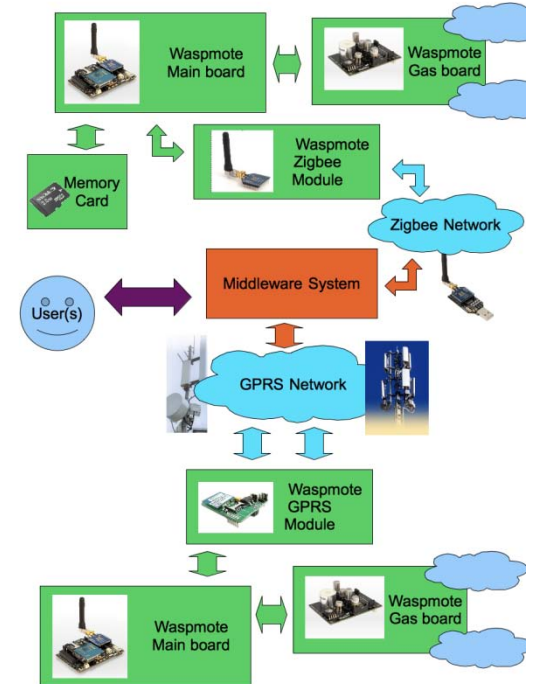 Waspmote
Main board
Waspmote
Gas board
Memory
Card
Waspmote
Zigbee
Module
Zigbee Network
Middleware System
User(s)
GPRS Network
Waspmote
GPRS
Module
Waspmote
Main board
Waspmote
Gas board